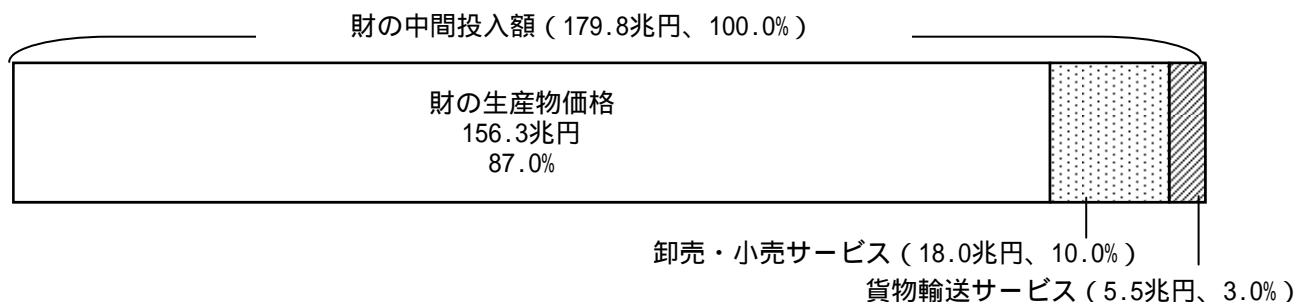 財の中間投入額（179.8兆円、100.0%）
財の生産物価格
156.3兆円
87.0%
卸売・小売サービス（18.0兆円、10.0%）
貨物輸送サービス（5.5兆円、3.0%）